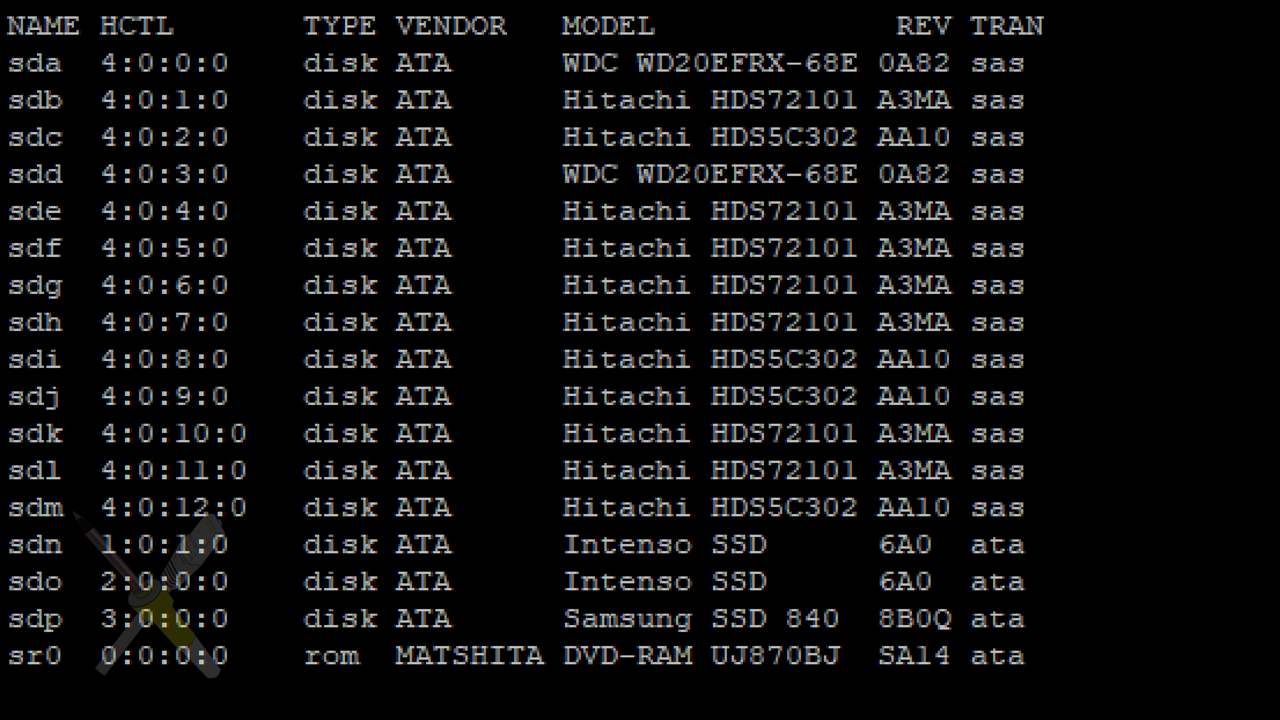 NAME HCTL       TYPE VENDOR   MODEL             REV TRAN
sda  4:0:0:0    disk ATA      WDC WD20EFRX-68E 0A82 sas
sdb  4:0:1:0    disk ATA      Hitachi HDS72101 A3MA sas
sdc  4:0:2:0    disk ATA      Hitachi HDS5C302 AA10 sas
sdd  4:0:3:0    disk ATA      WDC WD20EFRX-68E 0A82 sas
sde  4:0:4:0    disk ATA      Hitachi HDS72101 A3MA sas
sdf  4:0:5:0    disk ATA      Hitachi HDS72101 A3MA sas
sdg  4:0:6:0    disk ATA      Hitachi HDS72101 A3MA sas
sdh  4:0:7:0    disk ATA      Hitachi HDS72101 A3MA sas
sdi  4:0:8:0    disk ATA      Hitachi HDS5C302 AA10 sas
sdj  4:0:9:0    disk ATA      Hitachi HDS5C302 AA10 sas
sdk  4:0:10:0   disk ATA      Hitachi HDS72101 A3MA sas
sdl  4:0:11:0   disk ATA      Hitachi HDS72101 A3MA sas
sdm  4:0:12:0   disk ATA      Hitachi HDS5C302 AA10 sas
sdn  1:0:1:0    disk ATA      Intenso SSD      6A0  ata
sdo  2:0:0:0    disk ATA      Intenso SSD      6A0  ata
sdp  3:0:0:0    disk ATA      Samsung SSD 840  8B0Q ata
sr0  0:0:0:0    rom  MATSHITA DVD-RAM UJ870BJ  SA14 ata